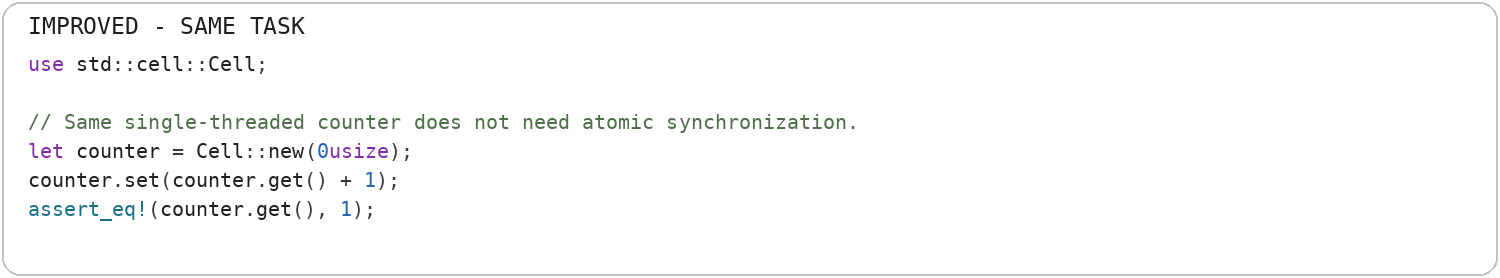 IMPROVED - SAME TASK
use std::cell::Cell;
// Same single-threaded counter does not need atomic synchronization.
let counter = Cell::new(0usize);
counter.set(counter.get() + 1);
assert_eq!(counter.get(), 1);